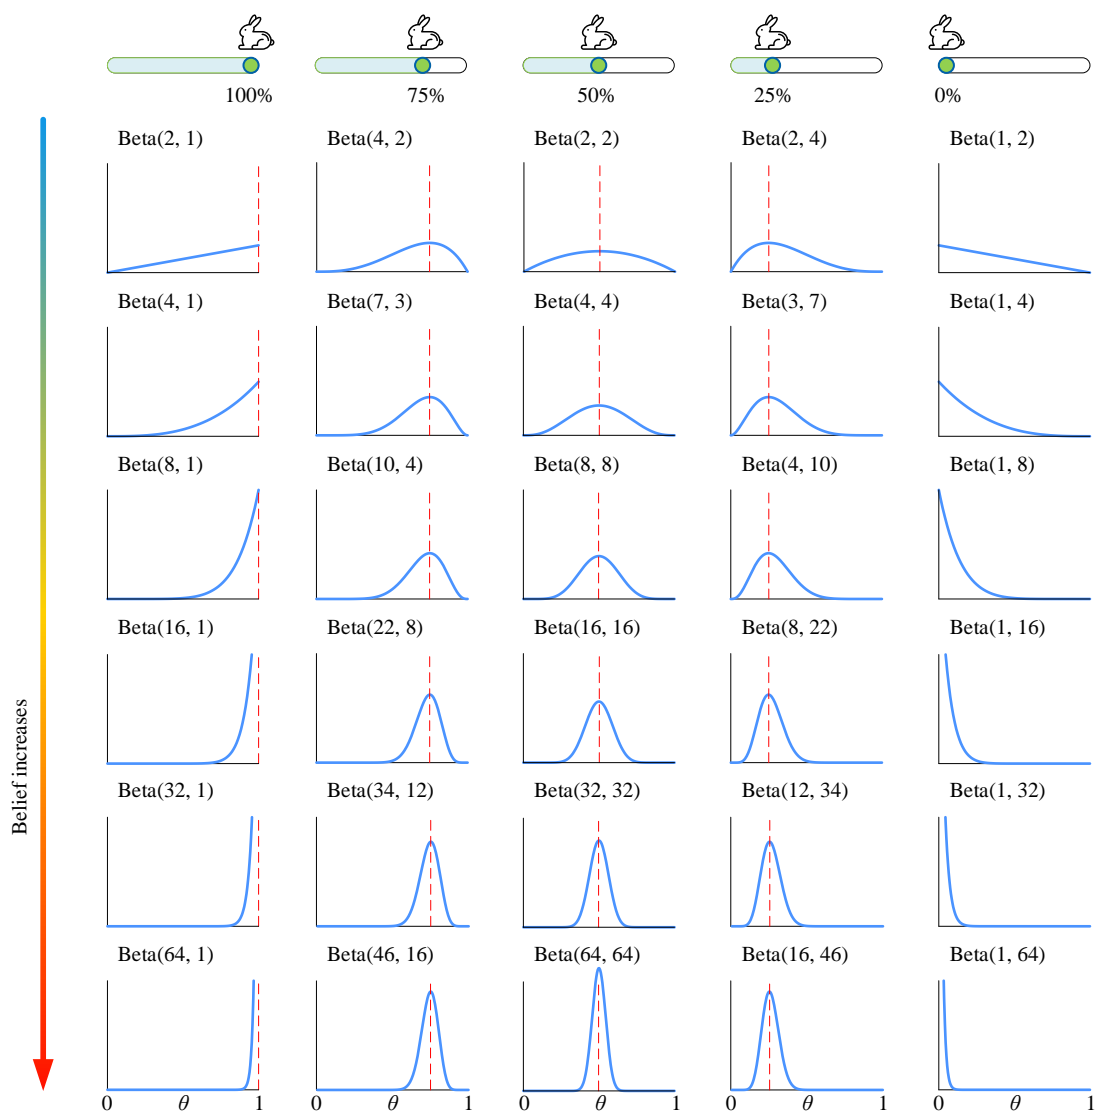 100% 75% 50% 25% 0%
Beta(2, 1) Beta(4, 2) Beta(2, 2) Beta(2, 4) Beta(1, 2)
Beta(4, 1) Beta(7, 3) Beta(4, 4) Beta(3, 7) Beta(1, 4)
Beta(8, 1) Beta(10, 4) Beta(8, 8) Beta(4, 10) Beta(1, 8)
Beta(16, 1) Beta(22, 8) Beta(16, 16) Beta(8, 22) Beta(1, 16)
Belief increases
Beta(32, 1) Beta(34, 12) Beta(32, 32) Beta(12, 34) Beta(1, 32)
Beta(64, 1) Beta(46, 16) Beta(64, 64) Beta(16, 46) Beta(1, 64)
0 θ 1 0 θ 1 0 θ 1 0 θ 1 0 θ 1